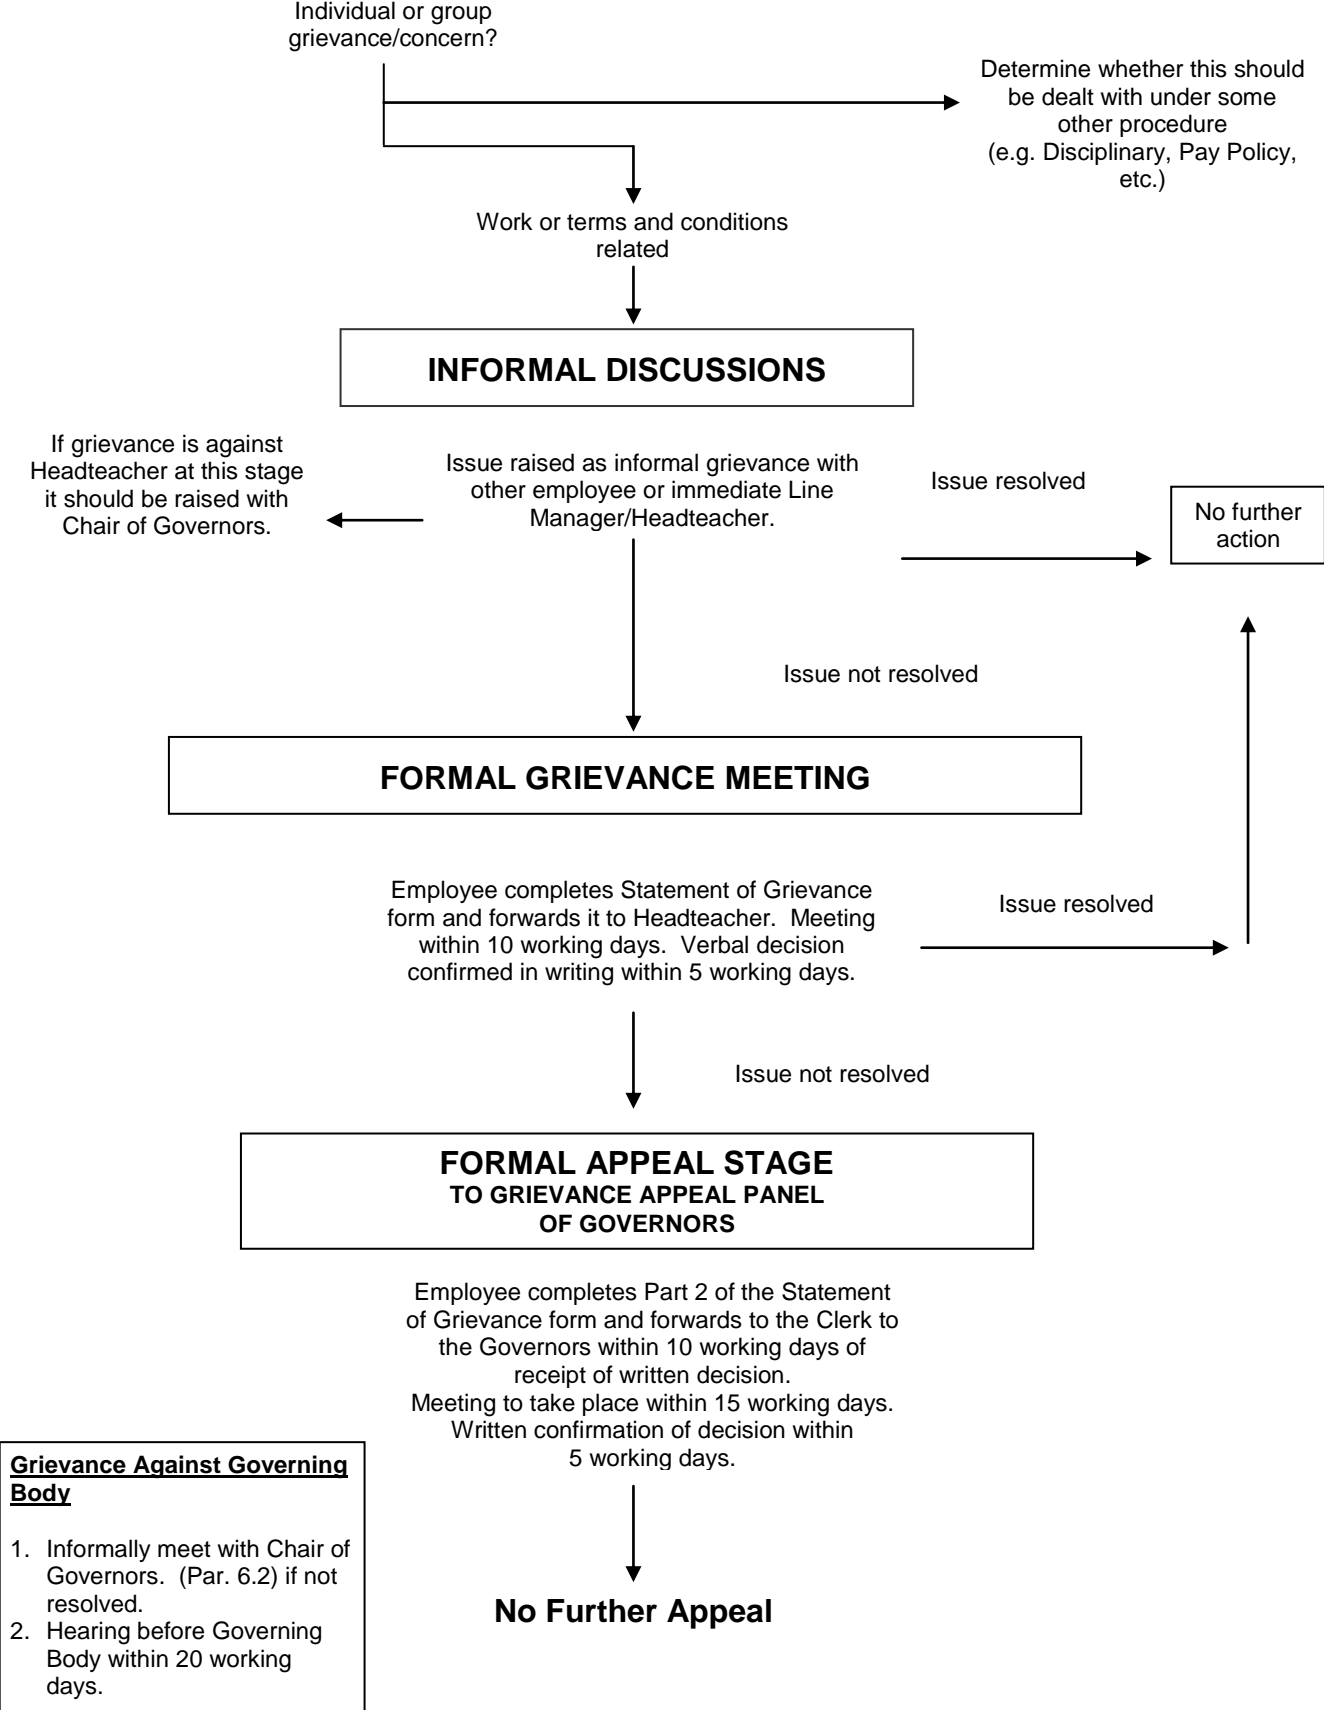 Individual or group
grievance/concern?
Determine whether this should
be dealt with under some
other procedure
(e.g. Disciplinary, Pay Policy,
etc.)
Work or terms and conditions
related
INFORMAL DISCUSSIONS
If grievance is against
Headteacher at this stage
it should be raised with
Chair of Governors.
Issue raised as informal grievance with
other employee or immediate Line
Manager/Headteacher.
Issue resolved
No further
action
Issue not resolved
FORMAL GRIEVANCE MEETING
Employee completes Statement of Grievance
form and forwards it to Headteacher.  Meeting
within 10 working days.  Verbal decision
confirmed in writing within 5 working days.
Issue resolved
Issue not resolved
FORMAL APPEAL STAGE
TO GRIEVANCE APPEAL PANEL
OF GOVERNORS
Employee completes Part 2 of the Statement
of Grievance form and forwards to the Clerk to
the Governors within 10 working days of
receipt of written decision.
Meeting to take place within 15 working days.
Written confirmation of decision within
5 working days.
Grievance Against Governing
Body
1. Informally meet with Chair of
Governors.  (Par. 6.2) if not
resolved.
2. Hearing before Governing
Body within 20 working
days.
No Further Appeal